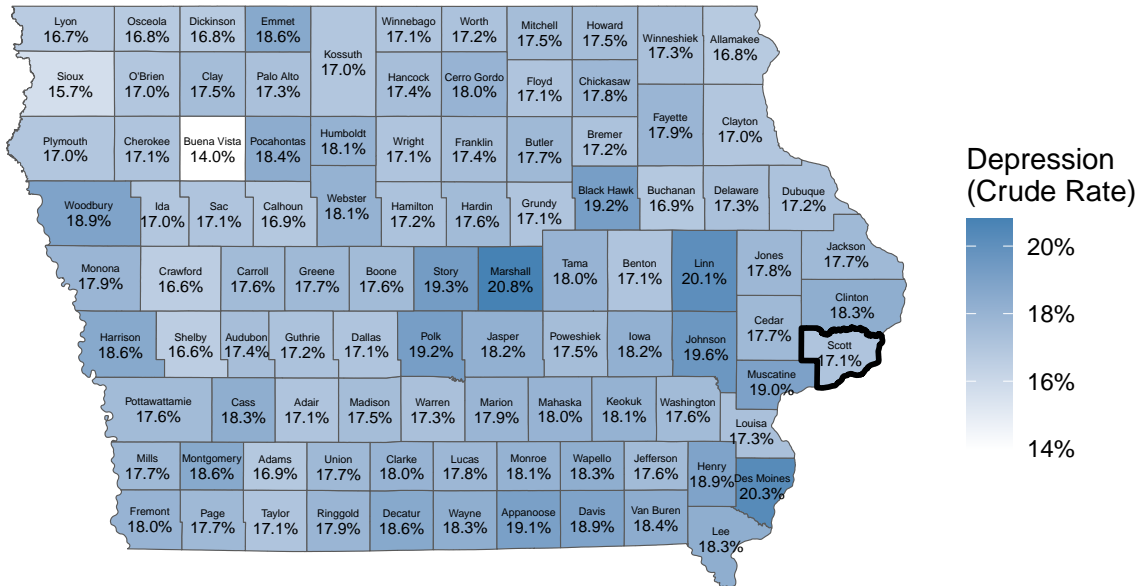 Lyon
16.7%
Osceola
16.8%
Dickinson
16.8%
Emmet
18.6%
Kossuth
17.0%
Winnebago
17.1%
Worth
17.2%
Mitchell
17.5%
Howard
17.5%
Winneshiek
17.3%
Allamakee
16.8%
Sioux
15.7%
O'Brien
17.0%
Clay
17.5%
Palo Alto
17.3%
Hancock
17.4%
Cerro Gordo
18.0%
Floyd
17.1%
Chickasaw
17.8%
Fayette
17.9%
Clayton
17.0%
Plymouth
17.0%
Cherokee
17.1%
Buena Vista
14.0%
Pocahontas
18.4%
Humboldt
18.1%
Wright
17.1%
Franklin
17.4%
Butler
17.7%
Bremer
17.2%
Woodbury
18.9%
Ida
17.0%
Sac
17.1%
Calhoun
16.9%
Webster
18.1%
Hamilton
17.2%
Hardin
17.6%
Grundy
17.1%
Black Hawk
19.2%
Buchanan
16.9%
Delaware
17.3%
Dubuque
17.2%
Monona
17.9%
Crawford
16.6%
Carroll
17.6%
Greene
17.7%
Boone
17.6%
Story
19.3%
Marshall
20.8%
Tama
18.0%
Benton
17.1%
Linn
20.1%
Jones
17.8%
Jackson
17.7%
Clinton
18.3%
Harrison
18.6%
Shelby
16.6%
Audubon
17.4%
Guthrie
17.2%
Dallas
17.1%
Polk
19.2%
Jasper
18.2%
Poweshiek
17.5%
Iowa
18.2%
Johnson
19.6%
Cedar
17.7%
Scott
17.1%
Muscatine
19.0%
Pottawattamie
17.6%
Cass
18.3%
Adair
17.1%
Madison
17.5%
Warren
17.3%
Marion
17.9%
Mahaska
18.0%
Keokuk
18.1%
Washington
17.6%
Louisa
17.3%
Mills
17.7%
Montgomery
18.6%
Adams
16.9%
Union
17.7%
Clarke
18.0%
Lucas
17.8%
Monroe
18.1%
Wapello
18.3%
Jefferson
17.6%
Henry
18.9%
Des Moines
20.3%
Fremont
18.0%
Page
17.7%
Taylor
17.1%
Ringgold
17.9%
Decatur
18.6%
Wayne
18.3%
Appanoose
19.1%
Davis
18.9%
Van Buren
18.4%
Lee
18.3%
Depression
(Crude Rate)
20%
18%
16%
14%